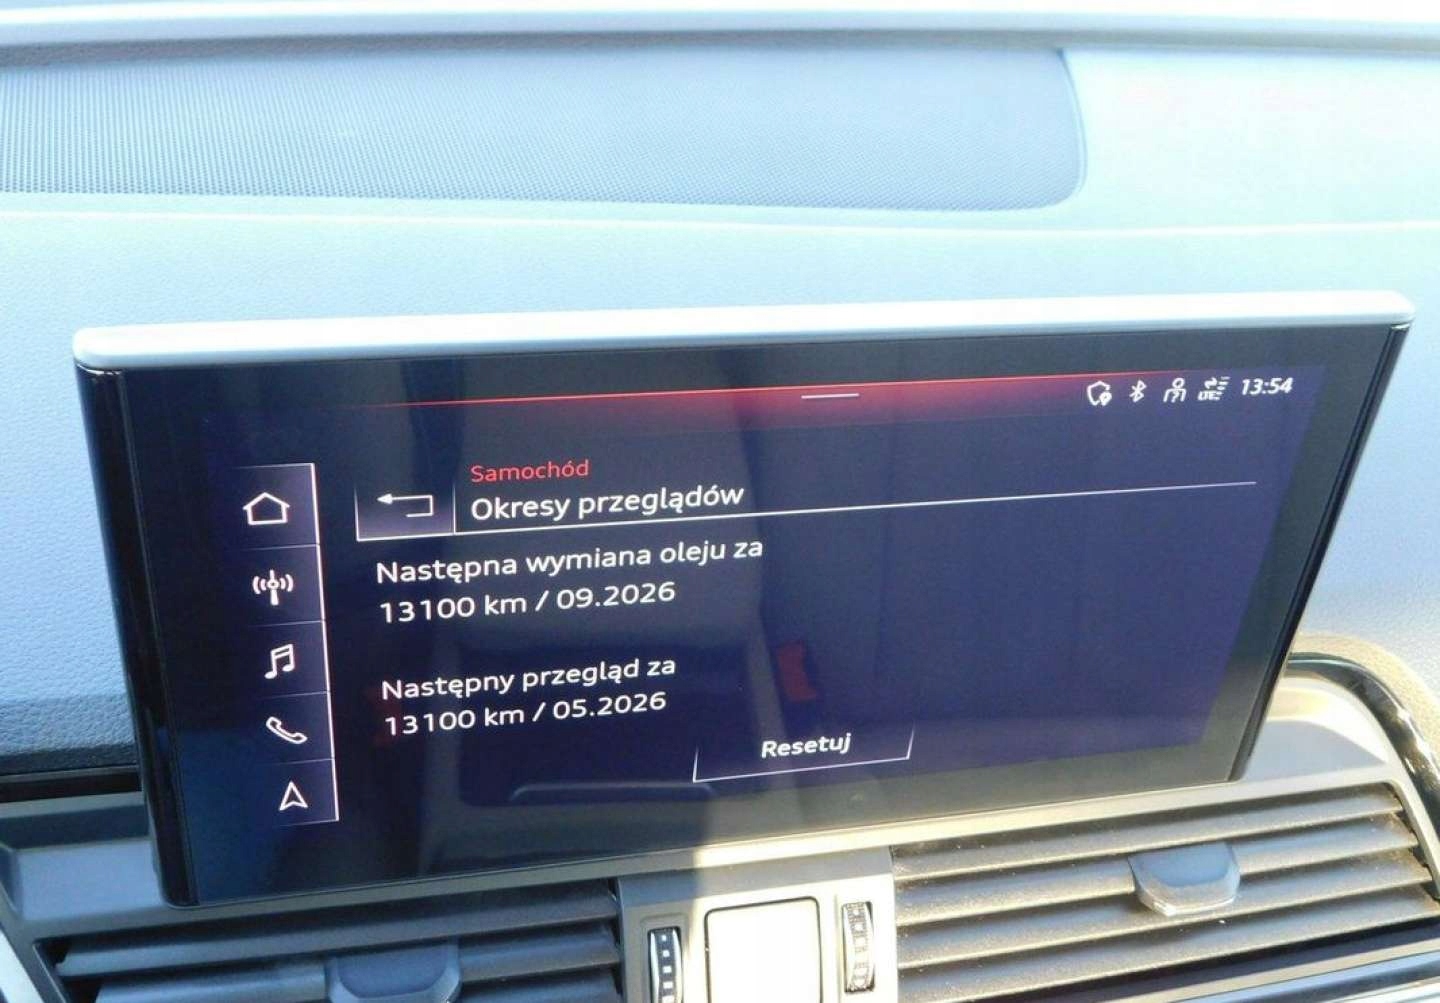 LTE 13:54
Samochód
Okresy przeglądów
Następna wymiana oleju za
13100 km / 09.2026
Następny przegląd za
13100 km / 05.2026
Resetuj